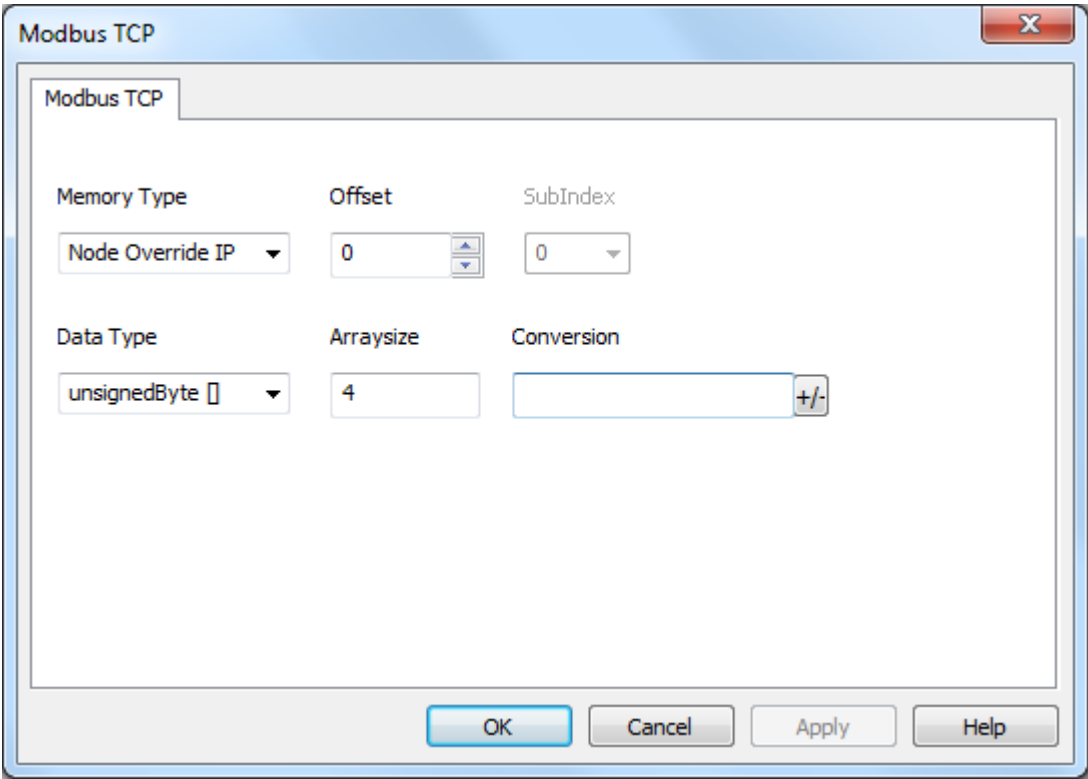 Modbus TCP
Modbus TCP
Memory Type Offset SubIndex
Node Override IP 0 0
Data Type Arraysize Conversion
unsignedByte [] 4 +/-
OK Cancel Apply Help